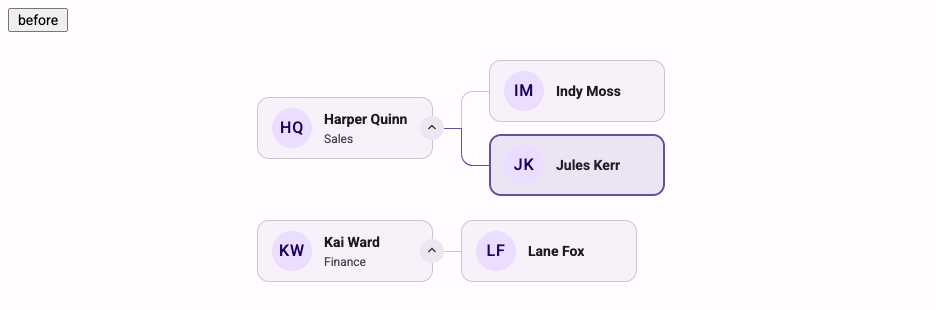 before
HQ
Harper Quinn
Sales
IM
Indy Moss
JK
Jules Kerr
KW
Kai Ward
Finance
LF
Lane Fox